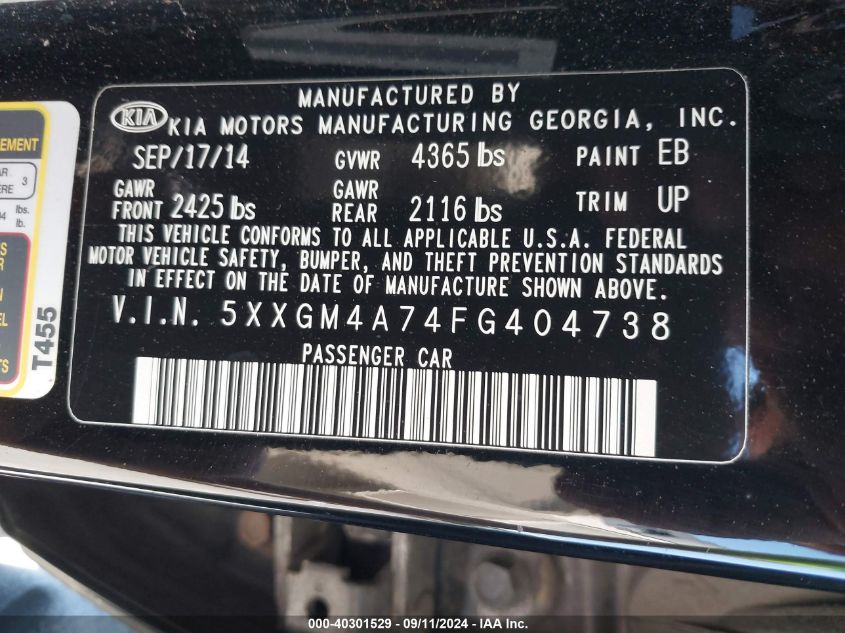 MANUFACTURED BY
KIA KIA MOTORS MANUFACTURING GEORGIA, INC.
SEP/17/14 GVWR 4365 lbs PAINT EB
GAWR FRONT 2425 lbs GAWR REAR 2116 lbs TRIM UP
THIS VEHICLE CONFORMS TO ALL APPLICABLE U.S.A. FEDERAL
MOTOR VEHICLE SAFETY, BUMPER, AND THEFT PREVENTION STANDARDS
IN EFFECT ON THE DATE OF MANUFACTURE SHOWN ABOVE.
V.I.N. 5XXGM4A74FG404738
PASSENGER CAR
T455
3
lbs.
lb.
000-40301529 - 09/11/2024 - IAA, Inc.